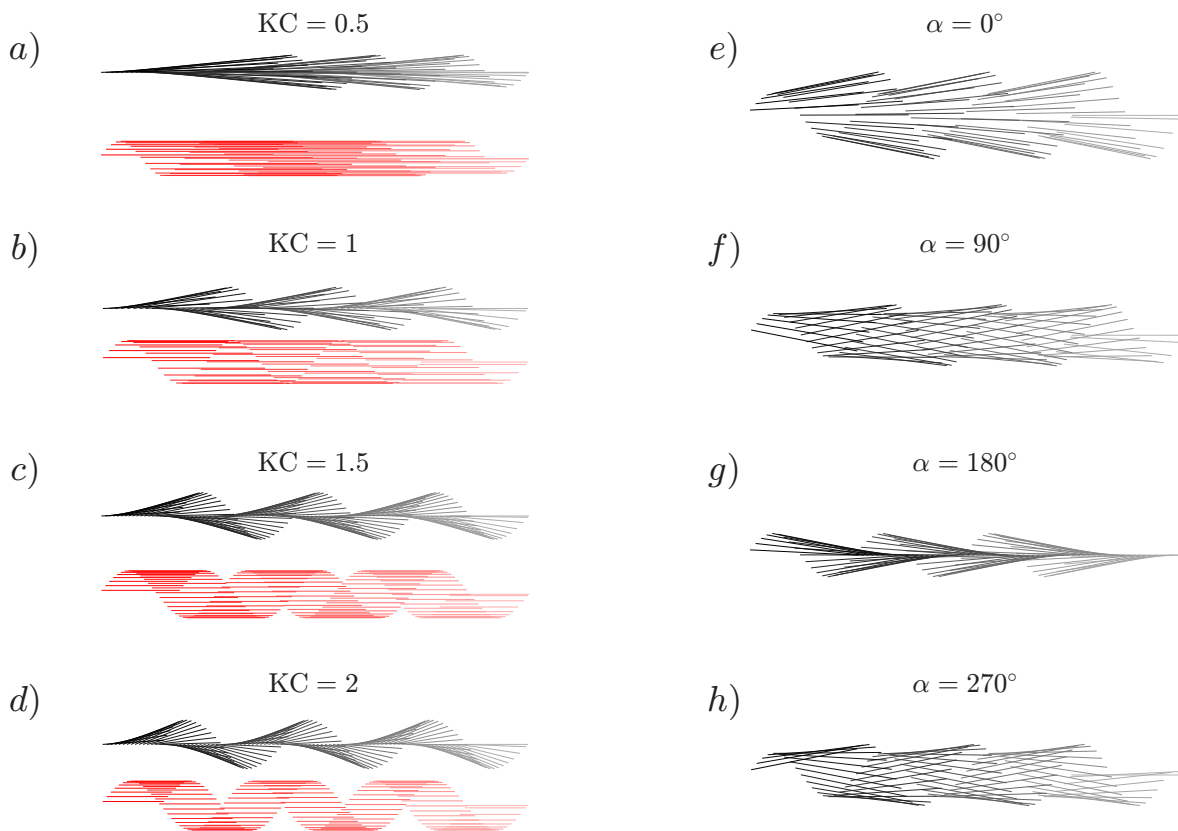 a)
KC = 0.5
b)
KC = 1
c)
KC = 1.5
d)
KC = 2
e)
α = 0°
f)
α = 90°
g)
α = 180°
h)
α = 270°